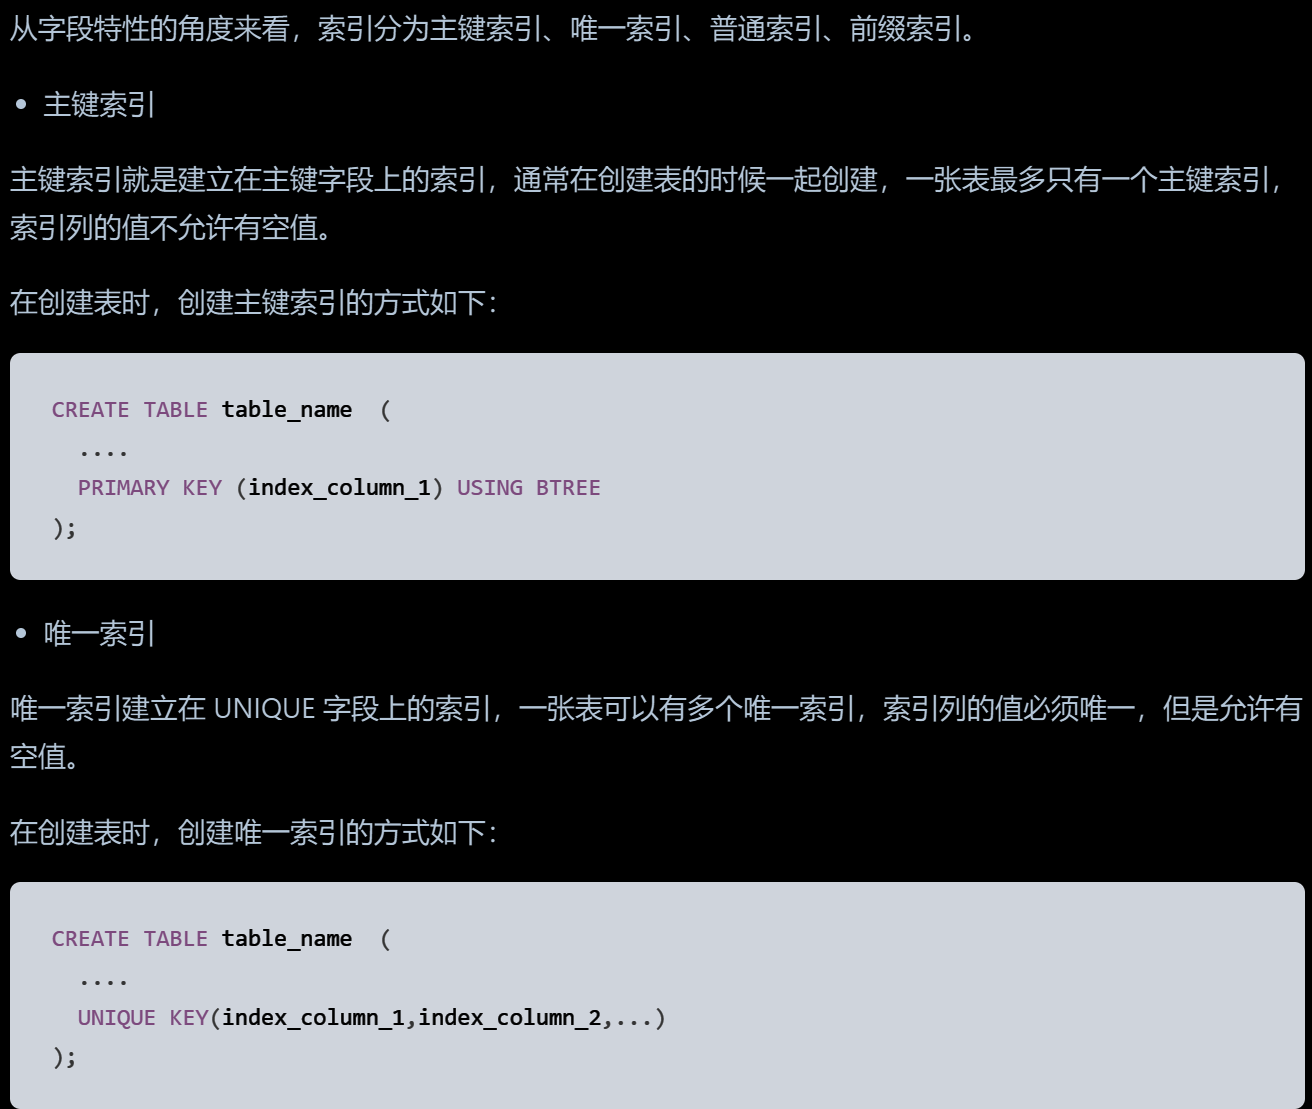 从字段特性的角度来看，索引分为主键索引、唯一索引、普通索引、前缀索引。
• 主键索引
主键索引就是建立在主键字段上的索引，通常在创建表的时候一起创建，一张表最多只有一个主键索引，
索引列的值不允许有空值。
在创建表时，创建主键索引的方式如下：
CREATE TABLE table_name  (
  ....
  PRIMARY KEY (index_column_1) USING BTREE
);
• 唯一索引
唯一索引建立在 UNIQUE 字段上的索引，一张表可以有多个唯一索引，索引列的值必须唯一，但是允许有
空值。
在创建表时，创建唯一索引的方式如下：
CREATE TABLE table_name  (
  ....
  UNIQUE KEY(index_column_1,index_column_2,...)
);